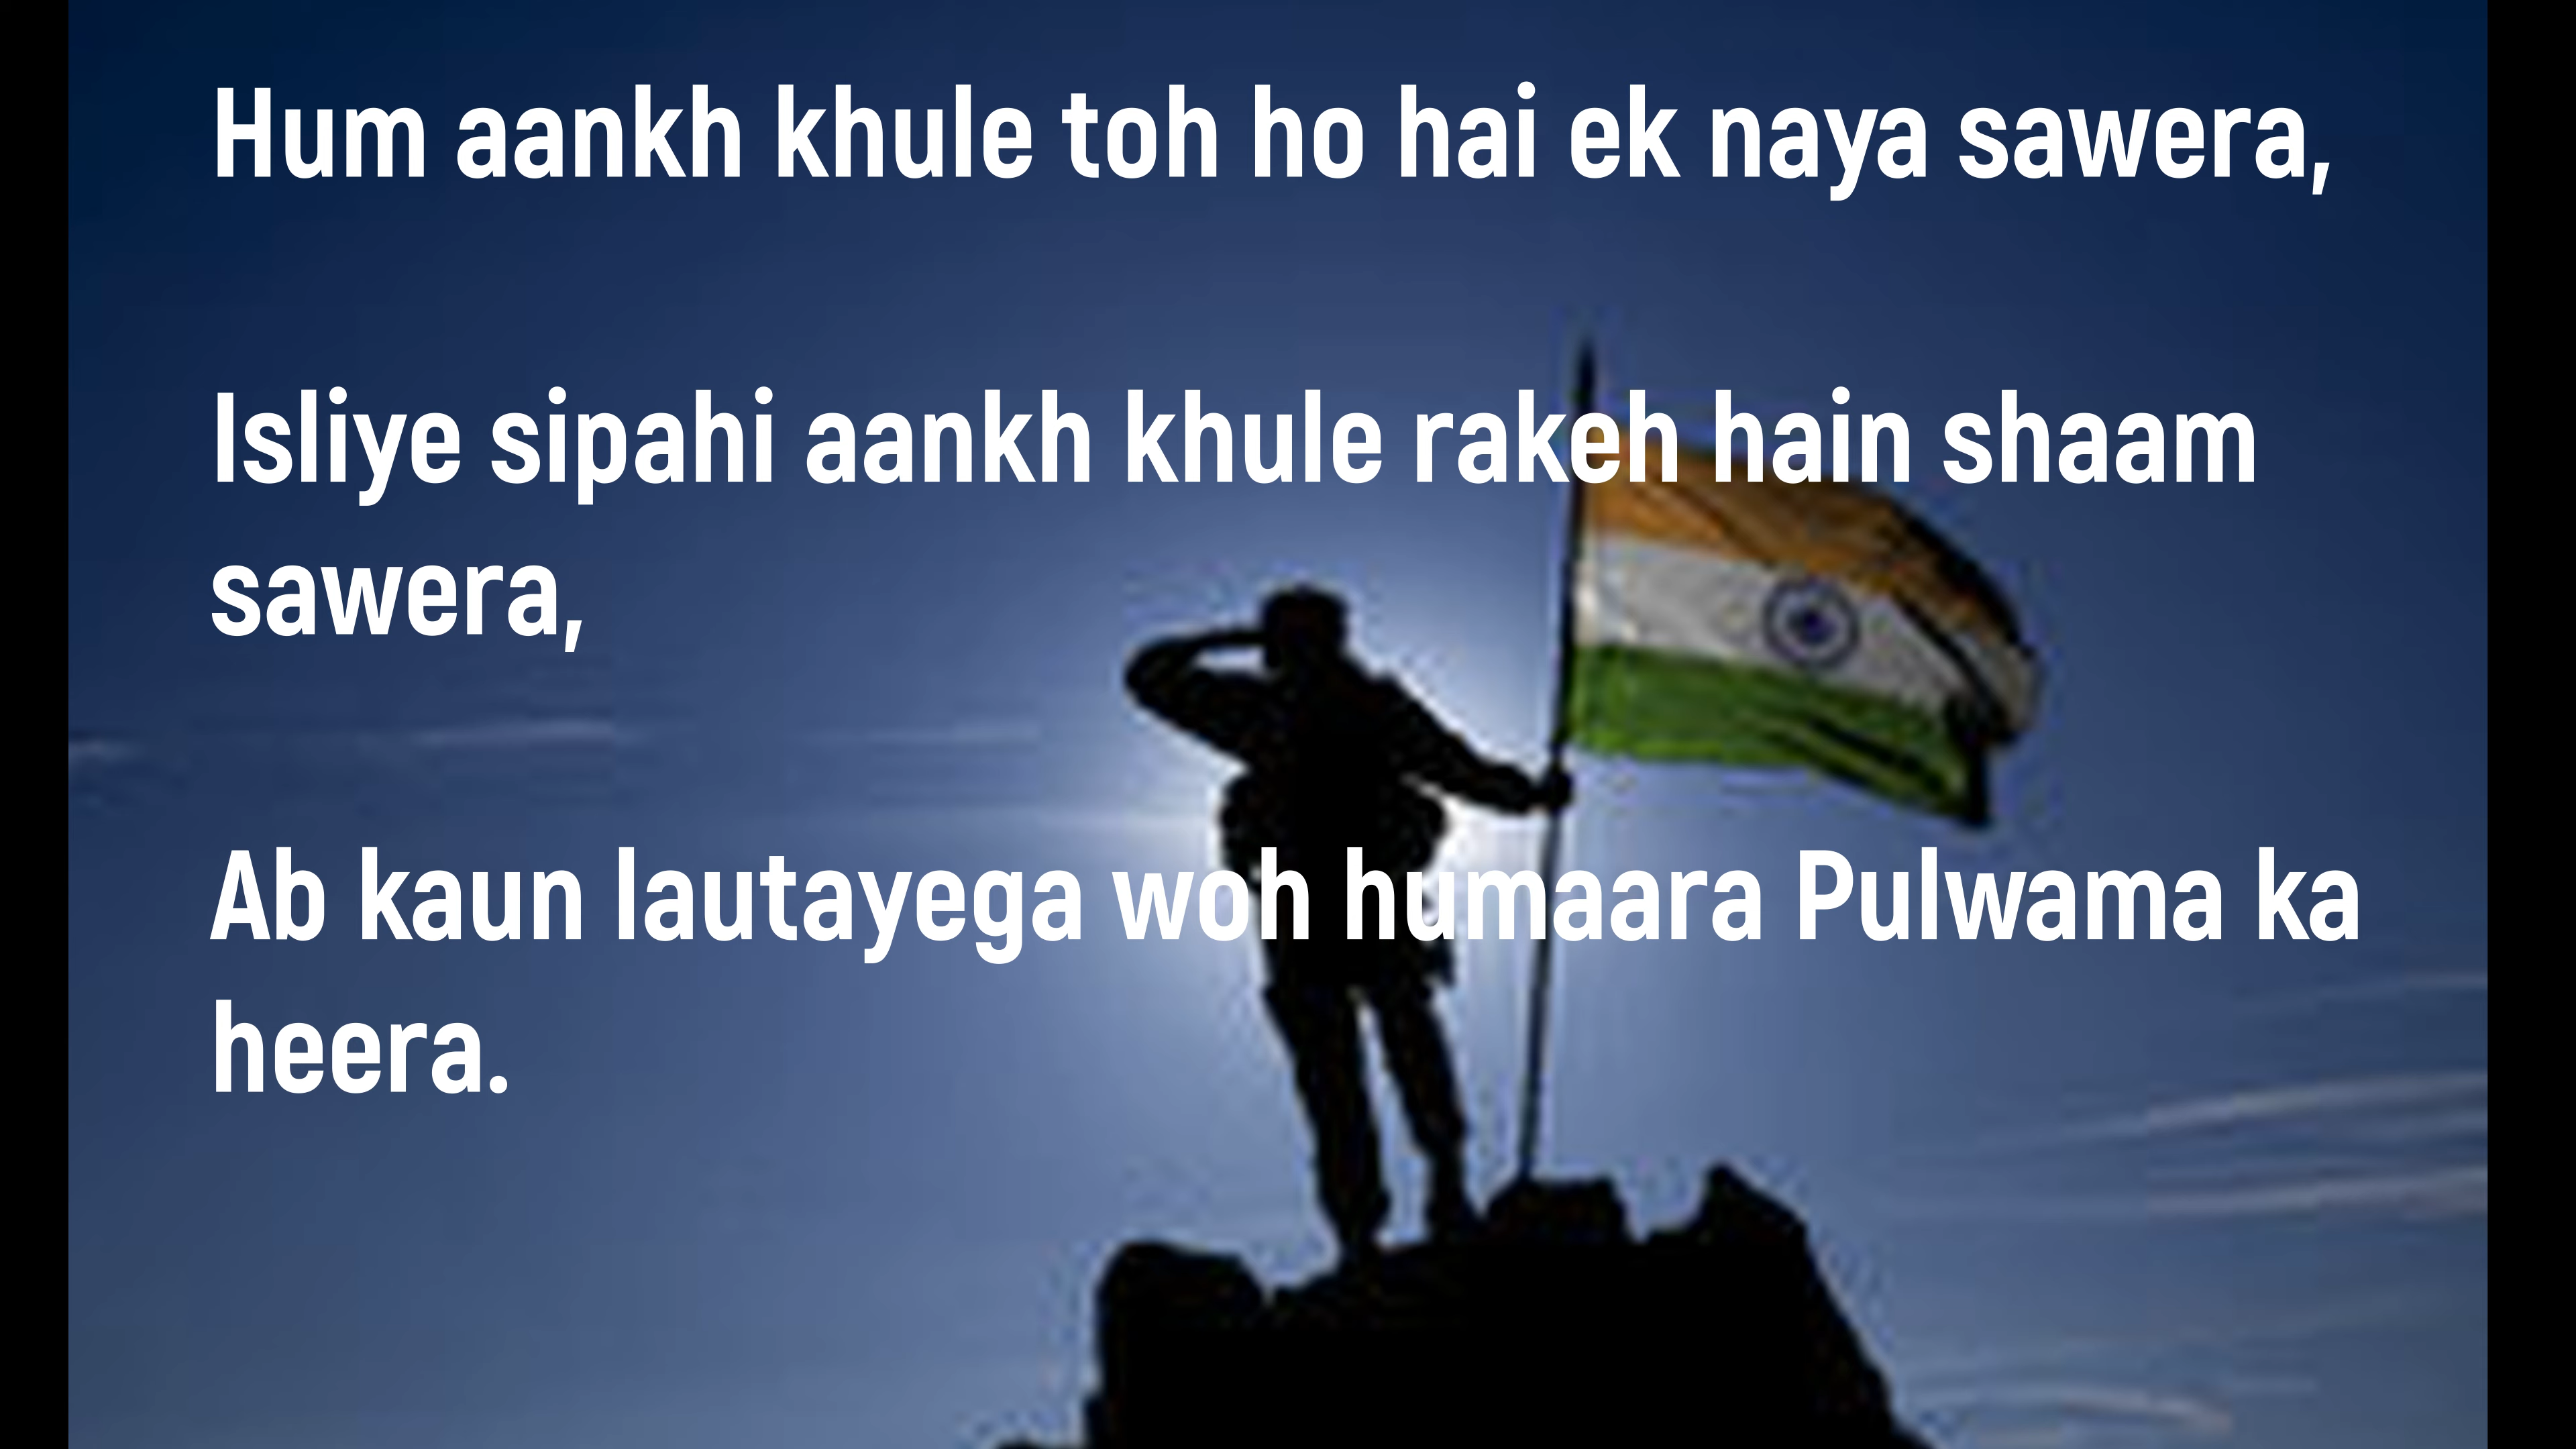 Hum aankh khule toh ho hai ek naya sawera,
Isliye sipahi aankh khule rakeh hain shaam
sawera,
Ab kaun lautayega woh humaara Pulwama ka
heera.